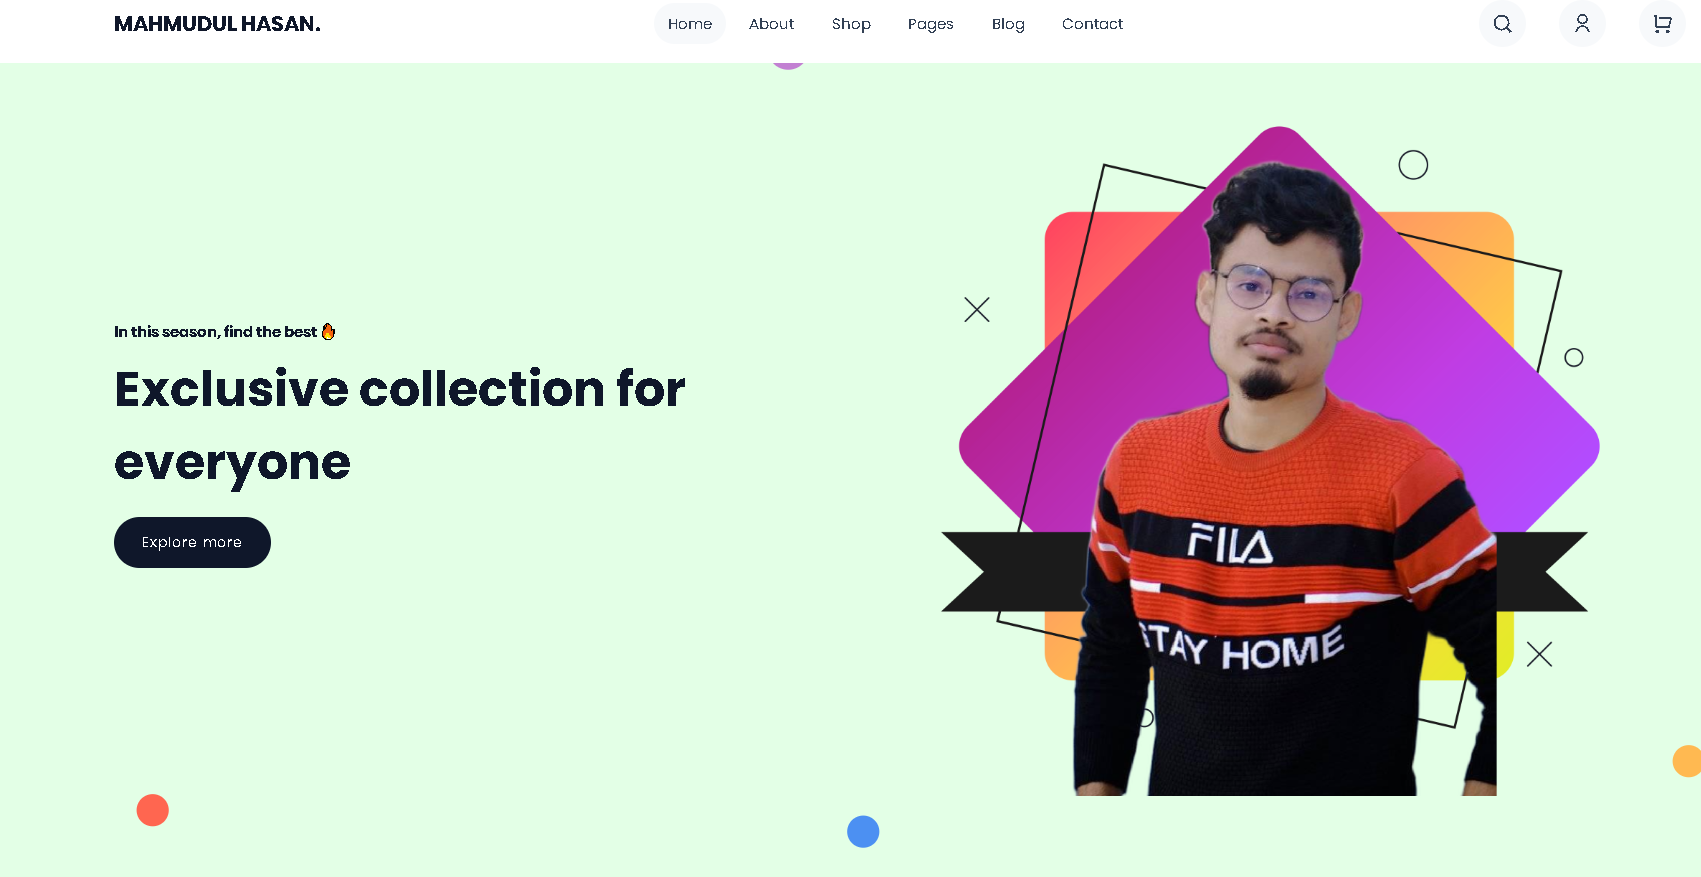 MAHMUDUL HASAN.
Home
About
Shop
Pages
Blog
Contact
In this season, find the best 🔥
Exclusive collection for
everyone
Explore more
FILA
STAY HOME